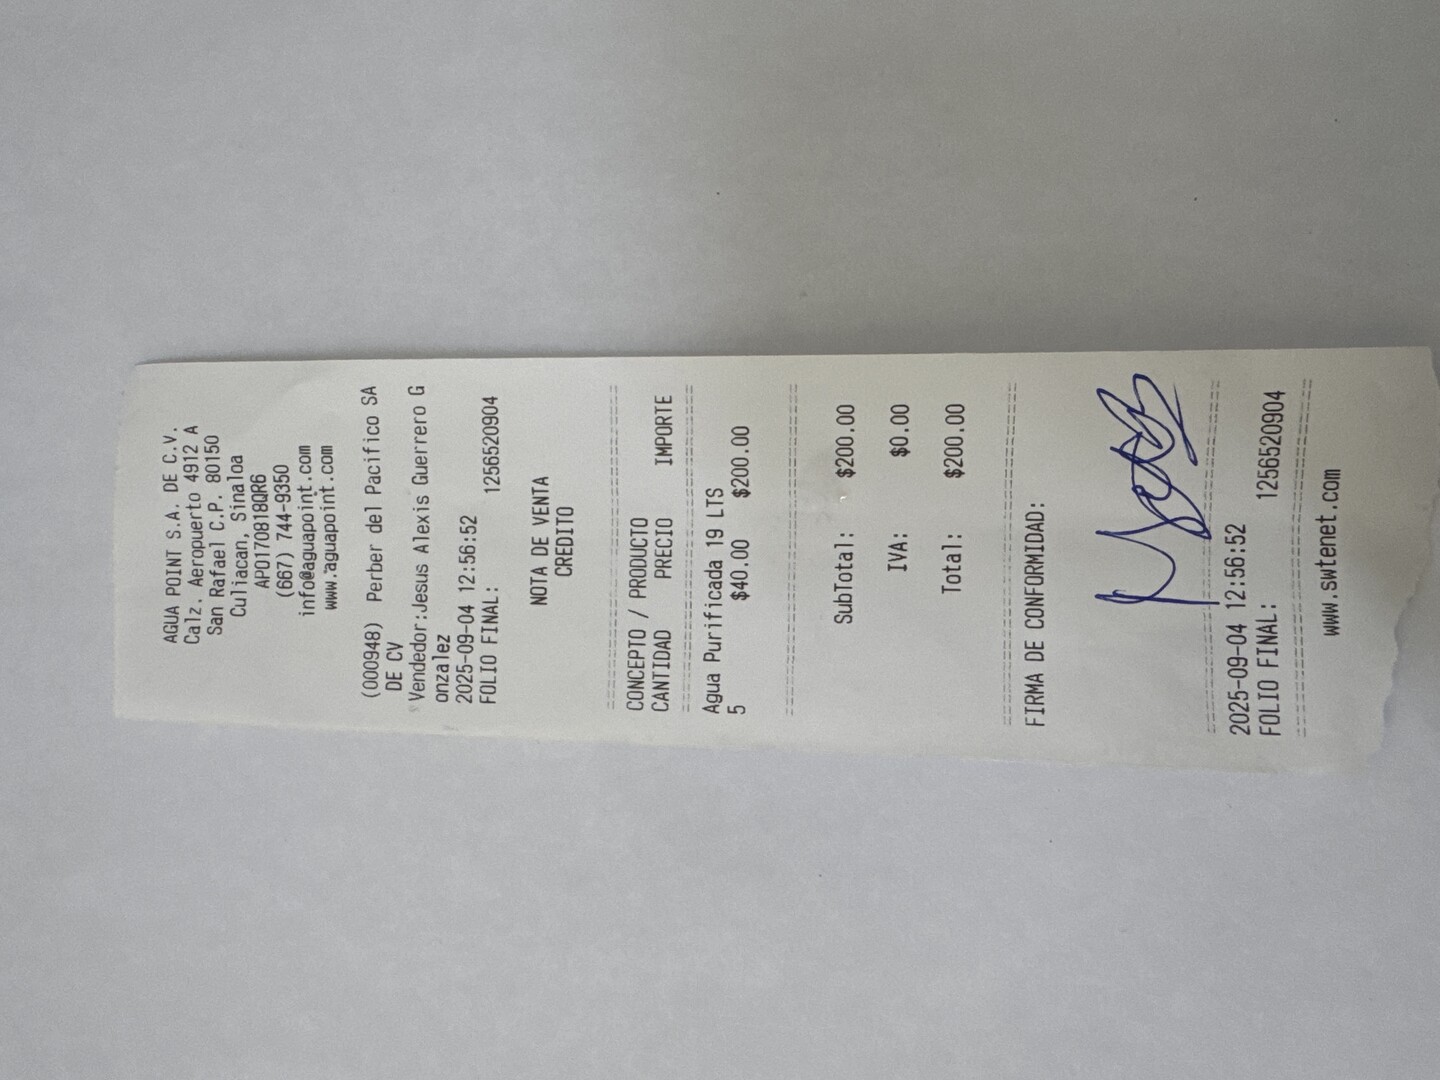 AGUA POINT S.A. DE C.V.
Calz. Aeropuerto 4912 A
San Rafael C.P. 80150
Culiacan, Sinaloa
APO170818QR6
(667) 744-9350
info@aguapoint.com
www.aguapoint.com
(000948) Perber del Pacifico SA
DE CV
Vendedor:Jesus Alexis Guerrero G
onzalez
2025-09-04 12:56:52
FOLIO FINAL: 1256520904
NOTA DE VENTA
CREDITO
CONCEPTO / PRODUCTO
CANTIDAD PRECIO IMPORTE
Agua Purificada 19 LTS
5 $40.00 $200.00
SubTotal: $200.00
IVA: $0.00
Total: $200.00
FIRMA DE CONFORMIDAD:
2025-09-04 12:56:52
FOLIO FINAL: 1256520904
www.swtenet.com